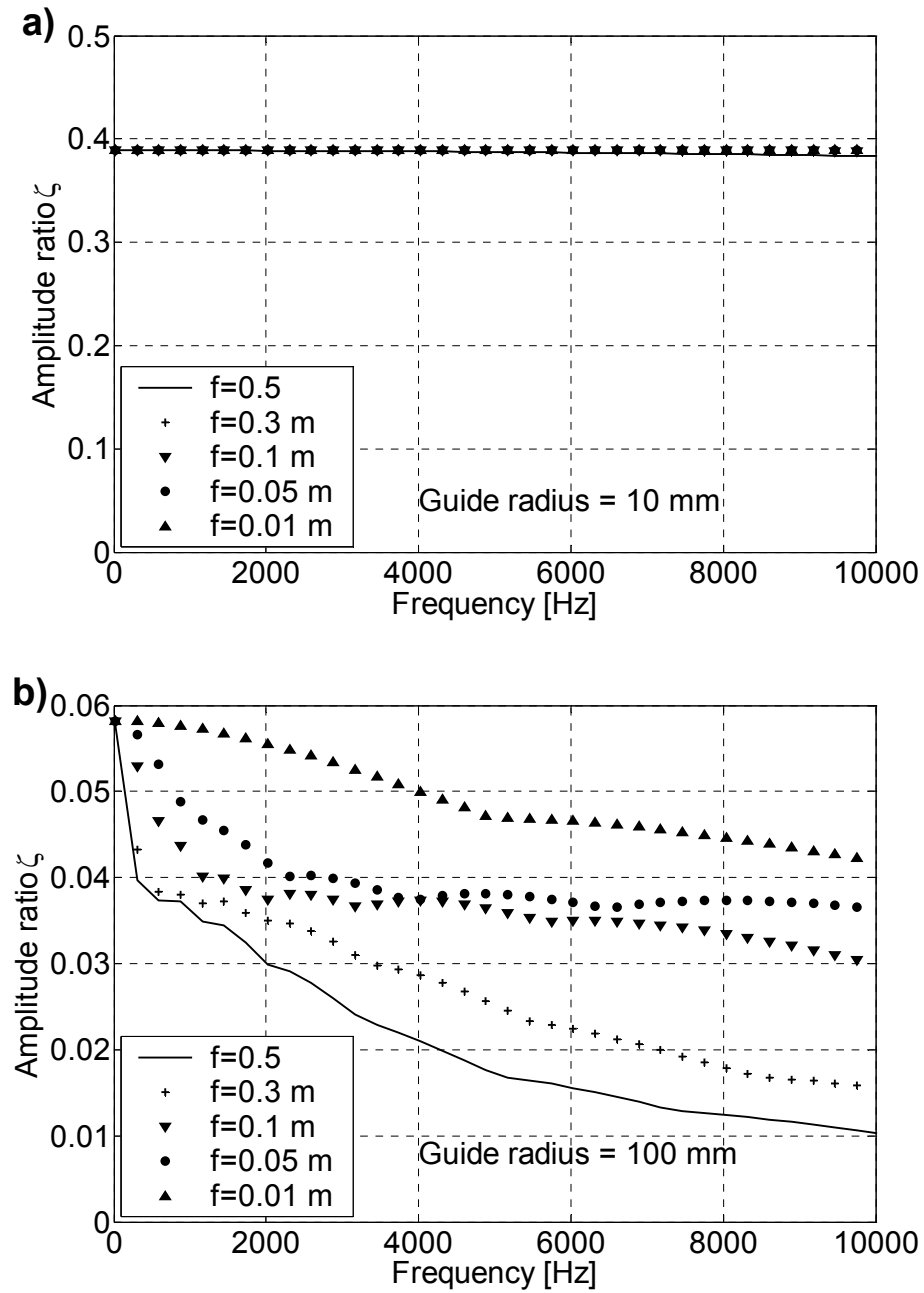 a)
0.5
0.4
0.3
0.2
0.1
0
Amplitude ratio ζ
f=0.5
f=0.3 m
f=0.1 m
f=0.05 m
f=0.01 m
Guide radius = 10 mm
0 2000 4000 6000 8000 10000
Frequency [Hz]
b)
0.06
0.05
0.04
0.03
0.02
0.01
0
Amplitude ratio ζ
f=0.5
f=0.3 m
f=0.1 m
f=0.05 m
f=0.01 m
Guide radius = 100 mm
0 2000 4000 6000 8000 10000
Frequency [Hz]